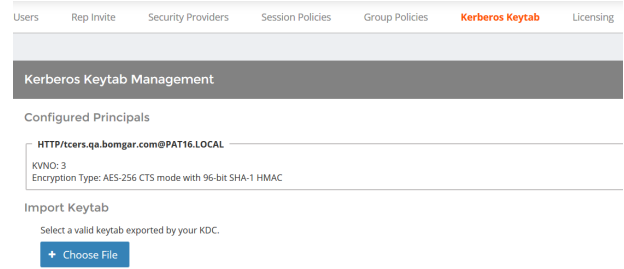 Users Rep Invite Security Providers Session Policies Group Policies Kerberos Keytab Licensing
Kerberos Keytab Management
Configured Principals
HTTP/tcers.qa.bomgar.com@PAT16.LOCAL
KVNO: 3
Encryption Type: AES-256 CTS mode with 96-bit SHA-1 HMAC
Import Keytab
Select a valid keytab exported by your KDC.
+ Choose File